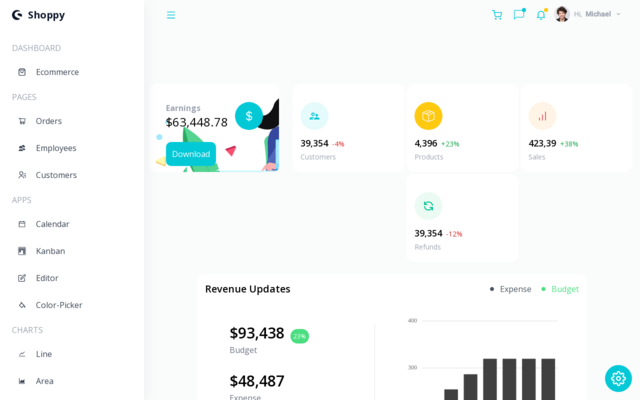 Shoppy
DASHBOARD
Ecommerce
PAGES
Orders
Employees
Customers
APPS
Calendar
Kanban
Editor
Color-Picker
CHARTS
Line
Area
Hi, Michael
Earnings
$63,448.78
$
Download
39,354 -4%
Customers
4,396 +23%
Products
423,39 +38%
Sales
39,354 -12%
Refunds
Revenue Updates
Expense
Budget
$93,438 23%
Budget
$48,487
Expense
400
300